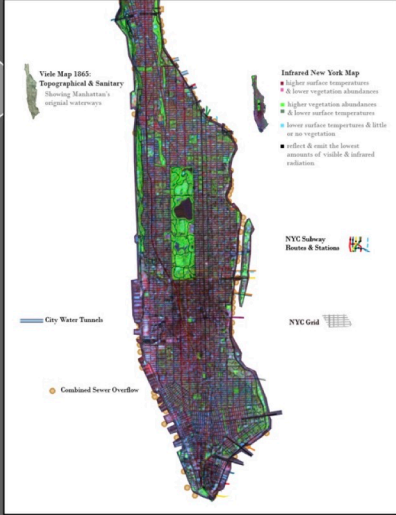 Viele Map 1865:
Topographical & Sanitary
Showing Manhattan's
orignial waterways
Infrared New York Map
higher surface temperatures
& lower vegetation abundances
higher vegetation abundances
& lower surface temperatures
lower surface tempertures & little
or no vegetation
reflect & emit the lowest
amounts of visible & infrared
radiation
NYC Subway
Routes & Stations
City Water Tunnels
NYC Grid
Combined Sewer Overflow